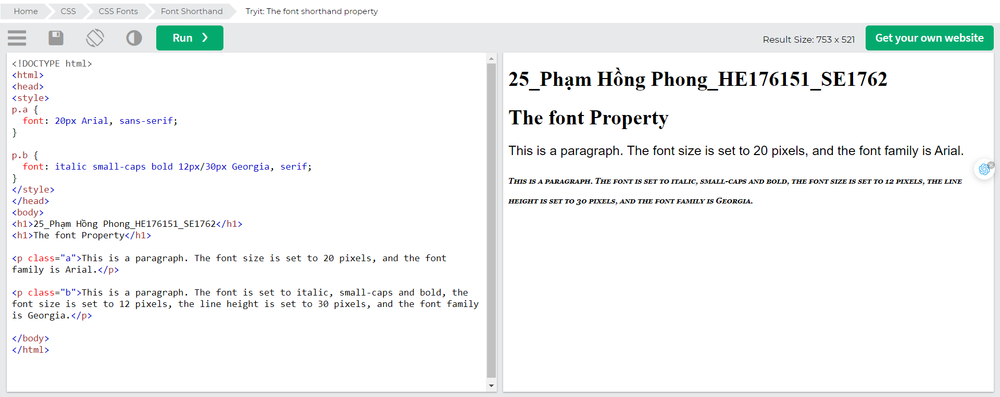 Home CSS CSS Fonts Font Shorthand Tryit: The font shorthand property
Run ❯ Result Size: 753 x 521 Get your own website
<!DOCTYPE html>
<html>
<head>
<style>
p.a {
  font: 20px Arial, sans-serif;
}

p.b {
  font: italic small-caps bold 12px/30px Georgia, serif;
}
</style>
</head>
<body>
<h1>25_Phạm Hồng Phong_HE176151_SE1762</h1>
<h1>The font Property</h1>

<p class="a">This is a paragraph. The font size is set to 20 pixels, and the font
family is Arial.</p>

<p class="b">This is a paragraph. The font is set to italic, small-caps and bold, the
font size is set to 12 pixels, the line height is set to 30 pixels, and the font family
is Georgia.</p>

</body>
</html>
25_Phạm Hồng Phong_HE176151_SE1762
The font Property
This is a paragraph. The font size is set to 20 pixels, and the font family is Arial.
This is a paragraph. The font is set to italic, small-caps and bold, the font size is set to 12 pixels, the line
height is set to 30 pixels, and the font family is Georgia.